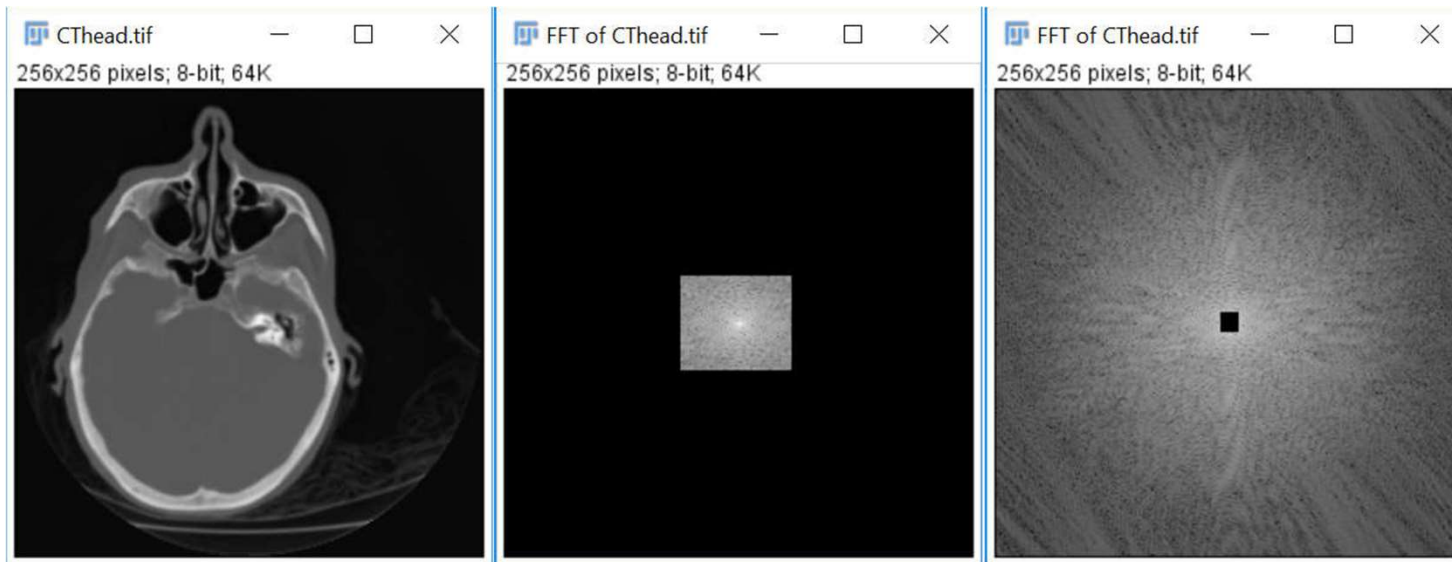 CThead.tif
256x256 pixels; 8-bit; 64K
FFT of CThead.tif
256x256 pixels; 8-bit; 64K
FFT of CThead.tif
256x256 pixels; 8-bit; 64K